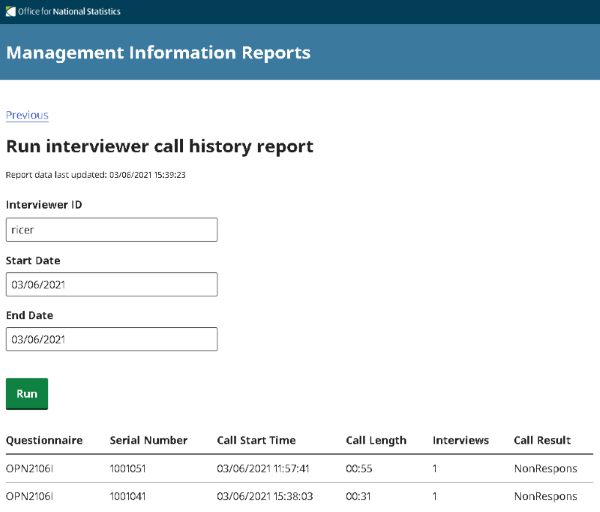 Office for National Statistics
Management Information Reports
Previous
Run interviewer call history report
Report data last updated: 03/06/2021 15:39:23
Interviewer ID
ricer
Start Date
03/06/2021
End Date
03/06/2021
Run
Questionnaire Serial Number Call Start Time Call Length Interviews Call Result
OPN2106I 1001051 03/06/2021 11:57:41 00:55 1 NonRespons
OPN2106I 1001041 03/06/2021 15:38:03 00:31 1 NonRespons